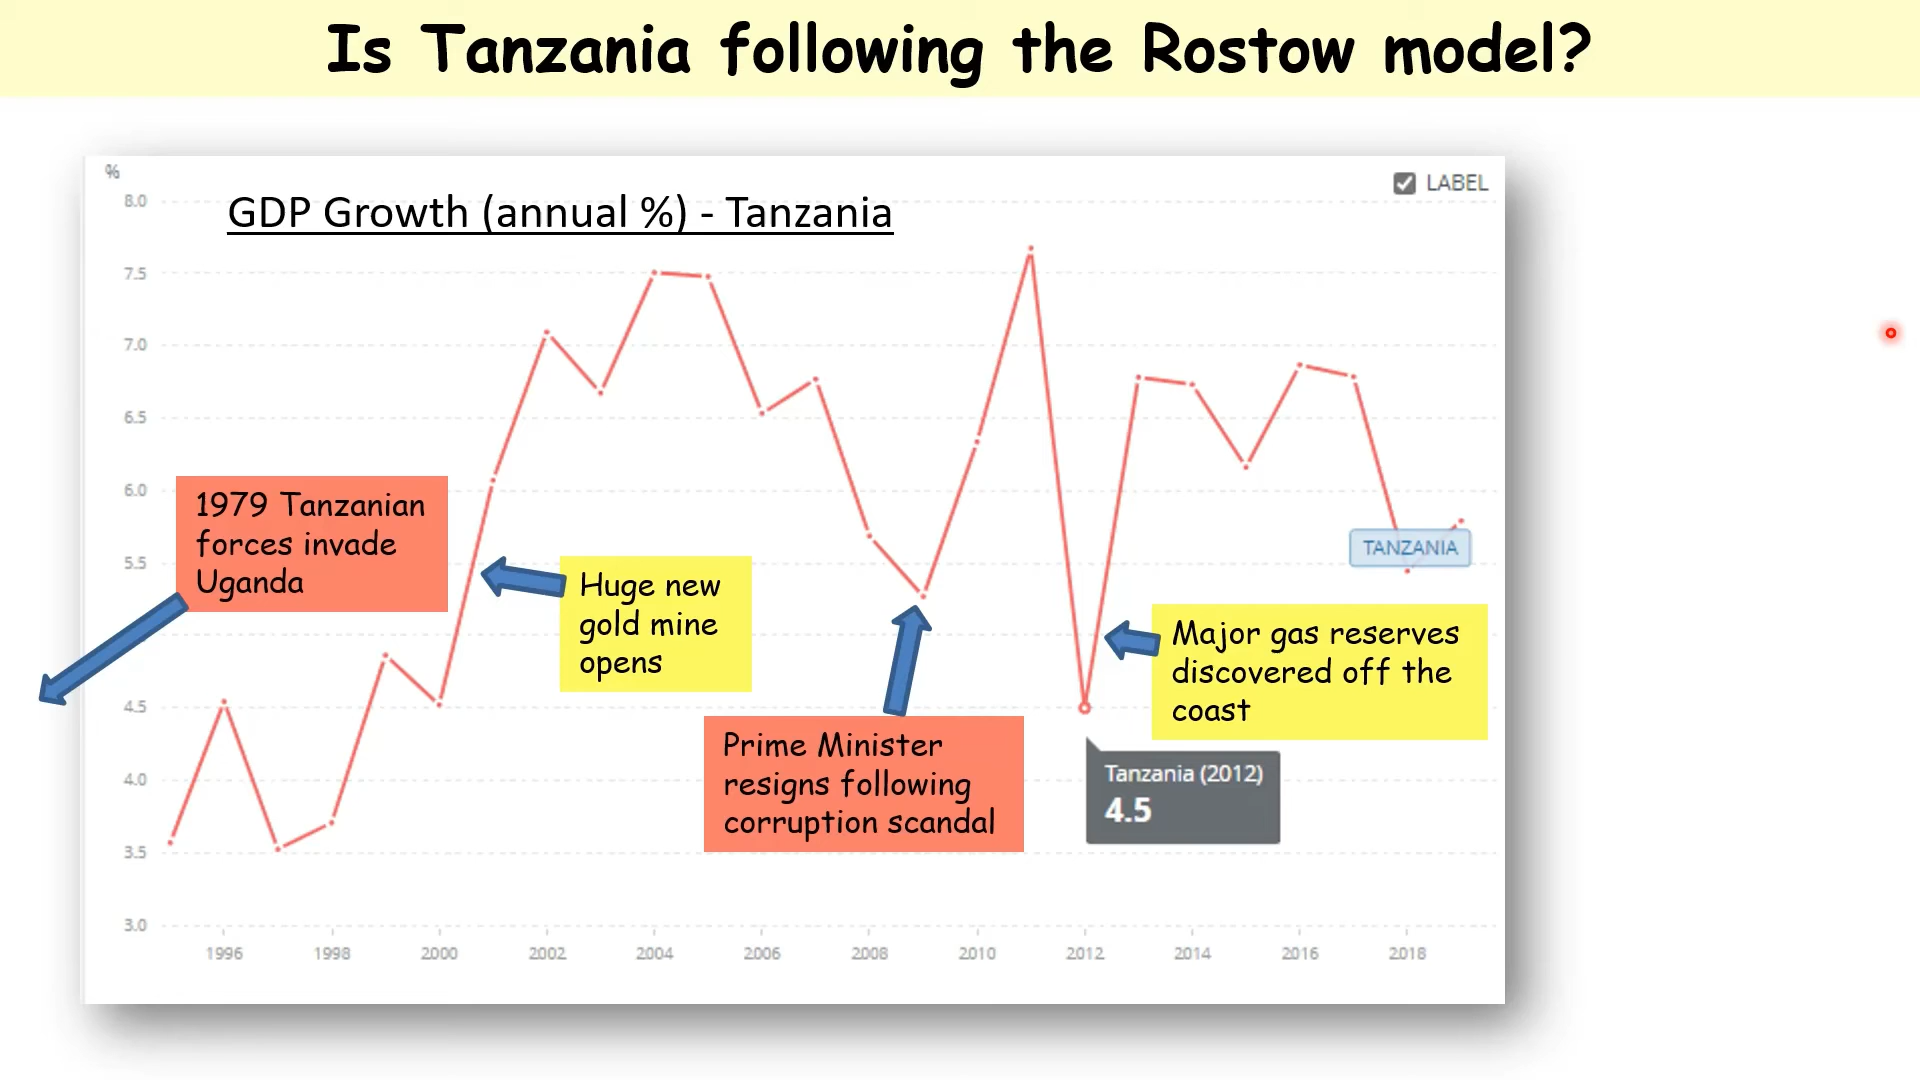 Is Tanzania following the Rostow model?
%
LABEL
GDP Growth (annual %) - Tanzania
8.0
7.5
7.0
6.5
6.0
5.5
4.5
4.0
3.5
3.0
1979 Tanzanian
forces invade
Uganda
Huge new
gold mine
opens
Prime Minister
resigns following
corruption scandal
TANZANIA
Major gas reserves
discovered off the
coast
Tanzania (2012)
4.5
1996 1998 2000 2002 2004 2006 2008 2010 2012 2014 2016 2018